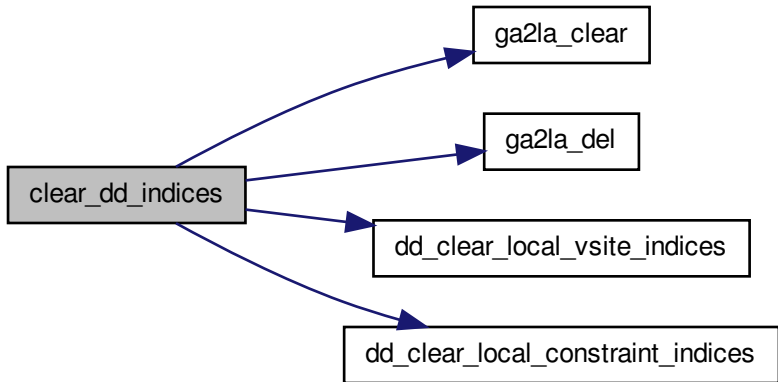 ga2la_clear
ga2la_del
clear_dd_indices
dd_clear_local_vsite_indices
dd_clear_local_constraint_indices